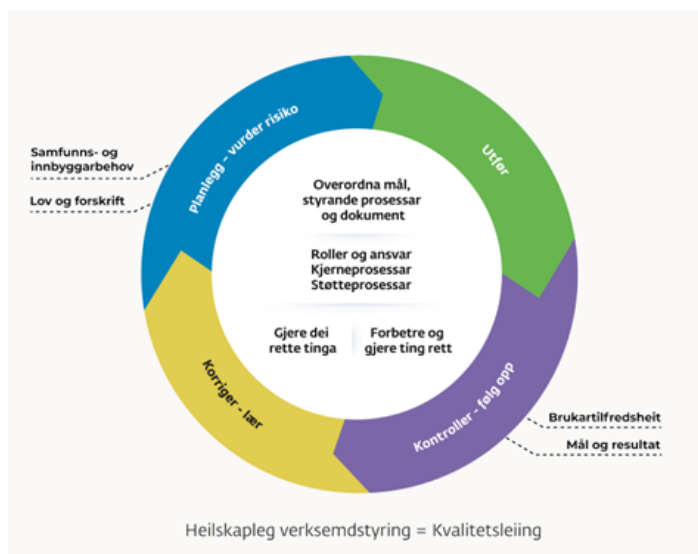 Samfunns- og
innbyggarbehov
Lov og forskrift
Planlegg – vurder risiko
Utfør
Overordna mål,
styrande prosessar
og dokument
Roller og ansvar
Kjerneprosessar
Støtteprosessar
Gjere dei
rette tinga
Forbetre og
gjere ting rett
Korriger - lær
Kontroller - følg opp
Brukartilfredsheit
Mål og resultat
Heilskapleg verksemdstyring = Kvalitetsleiing